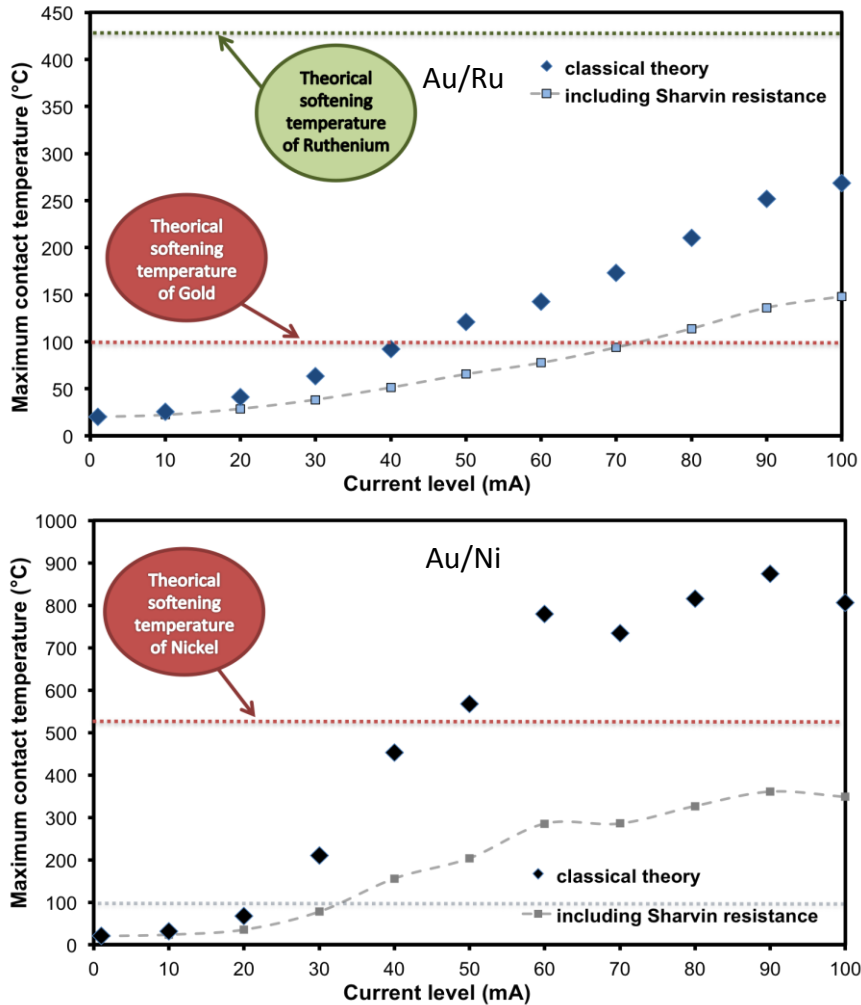 450
400
350
300
250
200
150
100
50
0
Maximum contact temperature (°C)
Theorical
softening
temperature
of Ruthenium
Au/Ru
classical theory
including Sharvin resistance
Theorical
softening
temperature
of Gold
0 10 20 30 40 50 60 70 80 90 100
Current level (mA)
1000
900
800
700
600
500
400
300
200
100
0
Maximum contact temperature (°C)
Theorical
softening
temperature
of Nickel
Au/Ni
classical theory
including Sharvin resistance
0 10 20 30 40 50 60 70 80 90 100
Current level (mA)